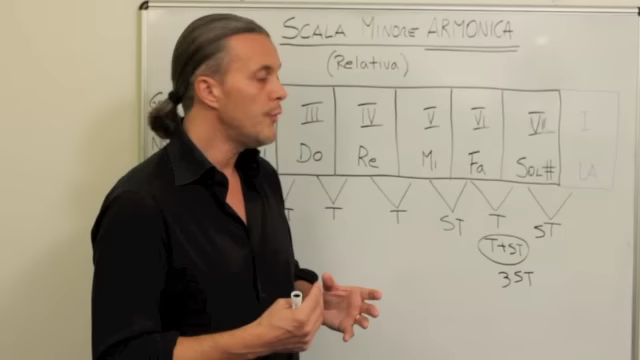 SCALA MINORE ARMONICA
(Relativa)
III IV V VI VII I
Do Re Mi Fa SOL# LA
T T T ST T ST
T+ST
3ST